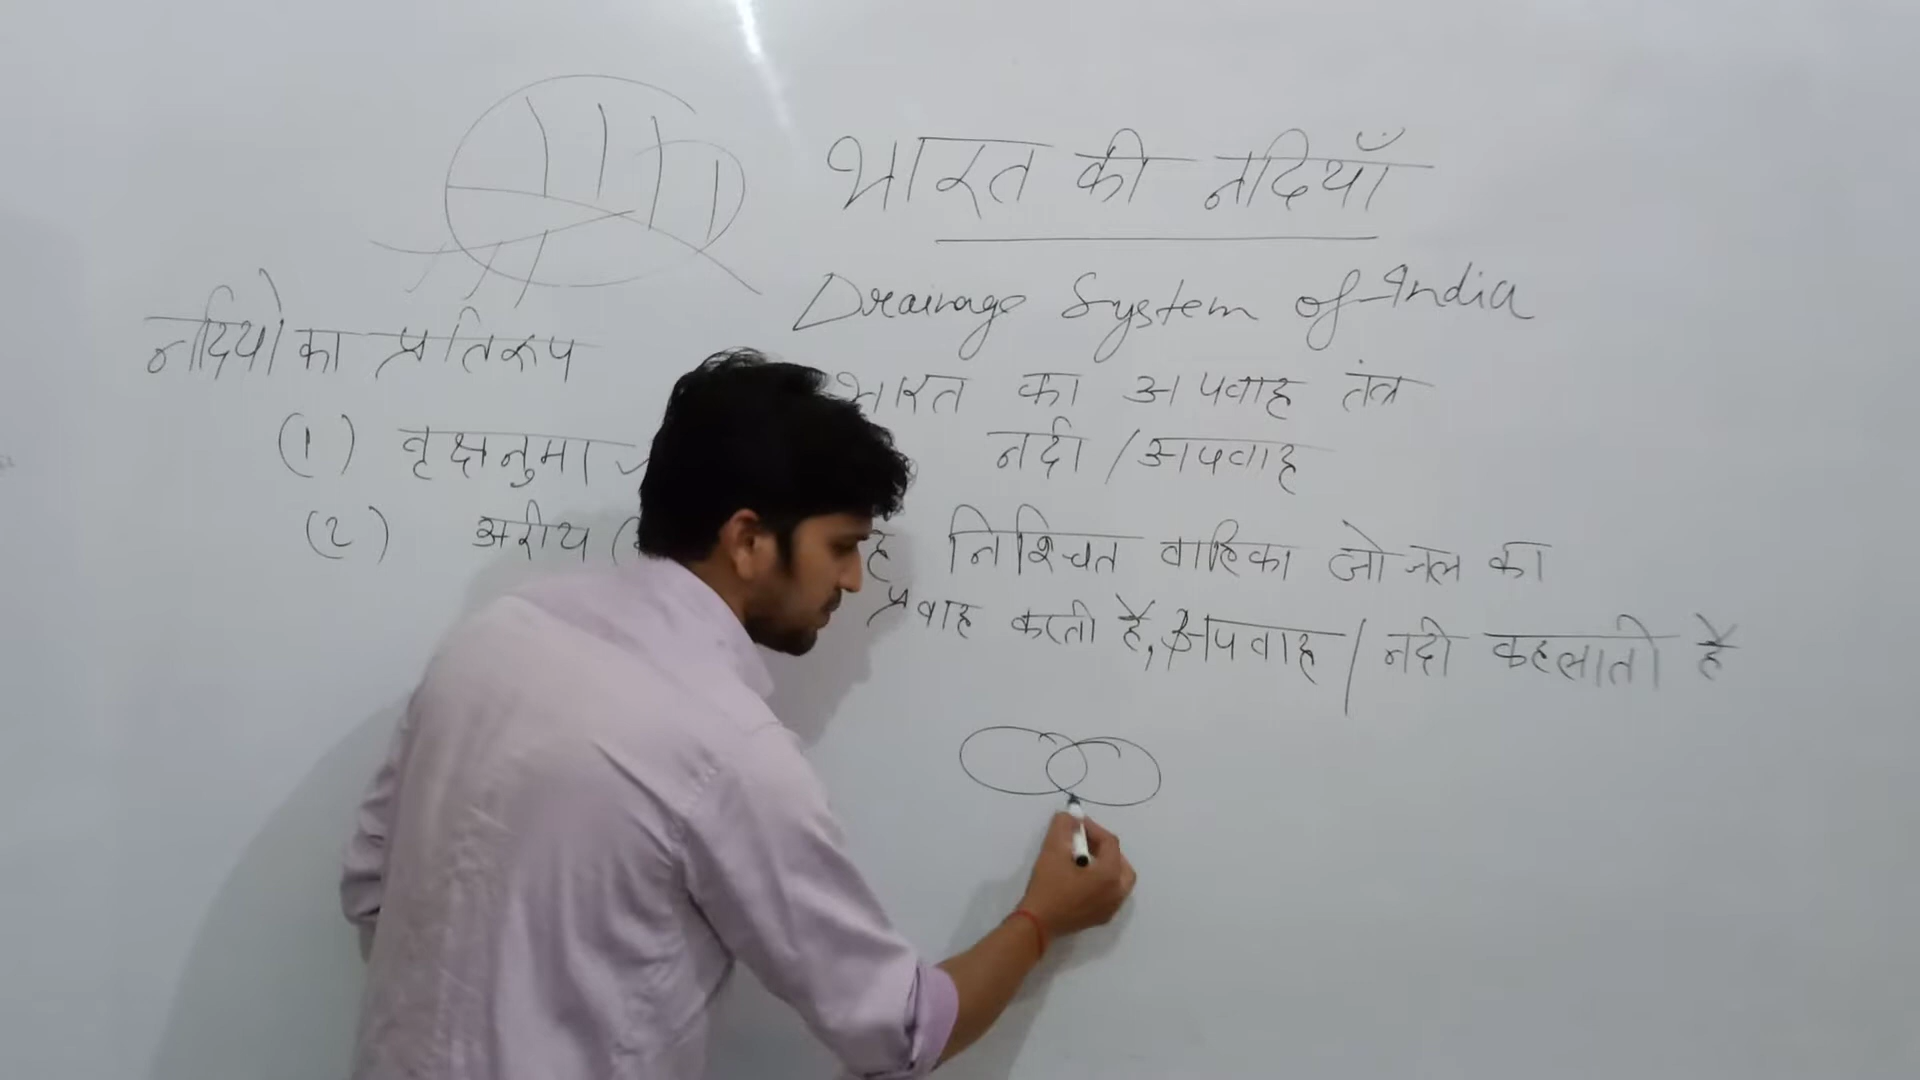 भारत की नदियाँ
Drainage System of India
भारत का अपवाह तंत्र
नदी / अपवाह
निश्चित वाहिका जो जल का
प्रवाह करती है, अपवाह / नदी कहलाती है
नदियो का प्रतिरूप
(1) वृक्षनुमा
(2) अरीय (